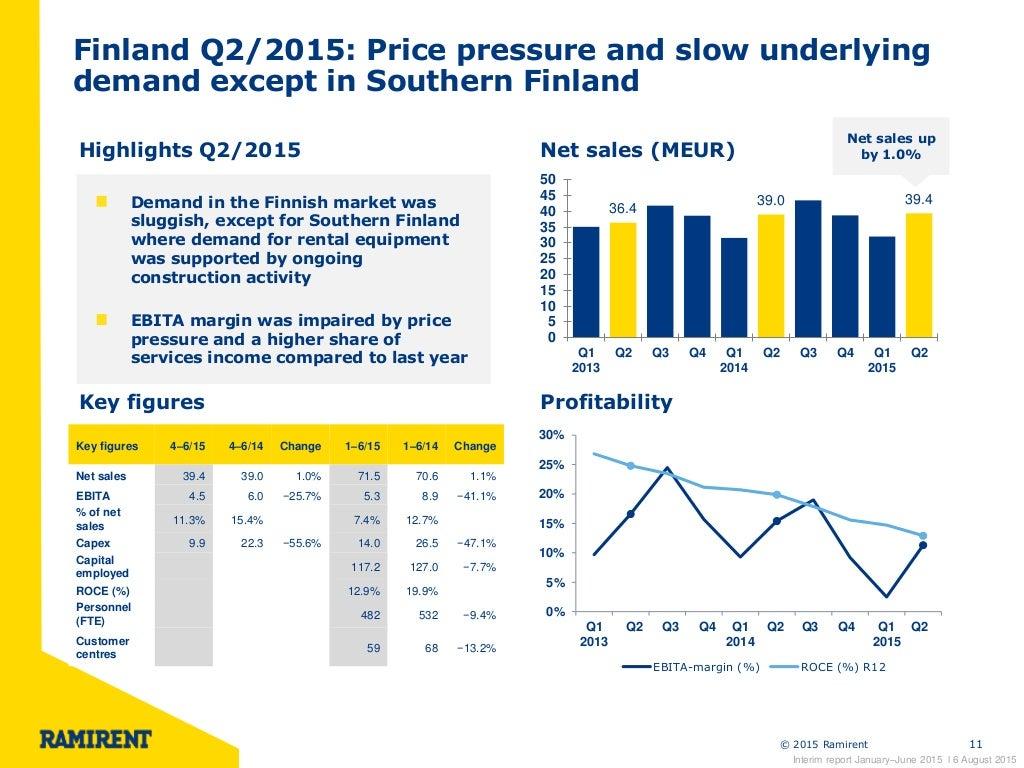 Finland Q2/2015: Price pressure and slow underlying
demand except in Southern Finland
Highlights Q2/2015
Demand in the Finnish market was
sluggish, except for Southern Finland
where demand for rental equipment
was supported by ongoing
construction activity
EBITA margin was impaired by price
pressure and a higher share of
services income compared to last year
Net sales (MEUR)
Net sales up
by 1.0%
50
45
40
35
30
25
20
15
10
5
0
36.4
39.0
39.4
Q1 Q2 Q3 Q4 Q1 Q2 Q3 Q4 Q1 Q2
2013 2014 2015
Key figures
Key figures 4–6/15 4–6/14 Change 1–6/15 1–6/14 Change
Net sales 39.4 39.0 1.0% 71.5 70.6 1.1%
EBITA 4.5 6.0 −25.7% 5.3 8.9 −41.1%
% of net
sales 11.3% 15.4% 7.4% 12.7%
Capex 9.9 22.3 −55.6% 14.0 26.5 −47.1%
Capital
employed 117.2 127.0 −7.7%
ROCE (%) 12.9% 19.9%
Personnel
(FTE) 482 532 −9.4%
Customer
centres 59 68 −13.2%
Profitability
30%
25%
20%
15%
10%
5%
0%
Q1 Q2 Q3 Q4 Q1 Q2 Q3 Q4 Q1 Q2
2013 2014 2015
EBITA-margin (%) ROCE (%) R12
RAMIRENT
© 2015 Ramirent 11
Interim report January–June 2015 I 6 August 2015